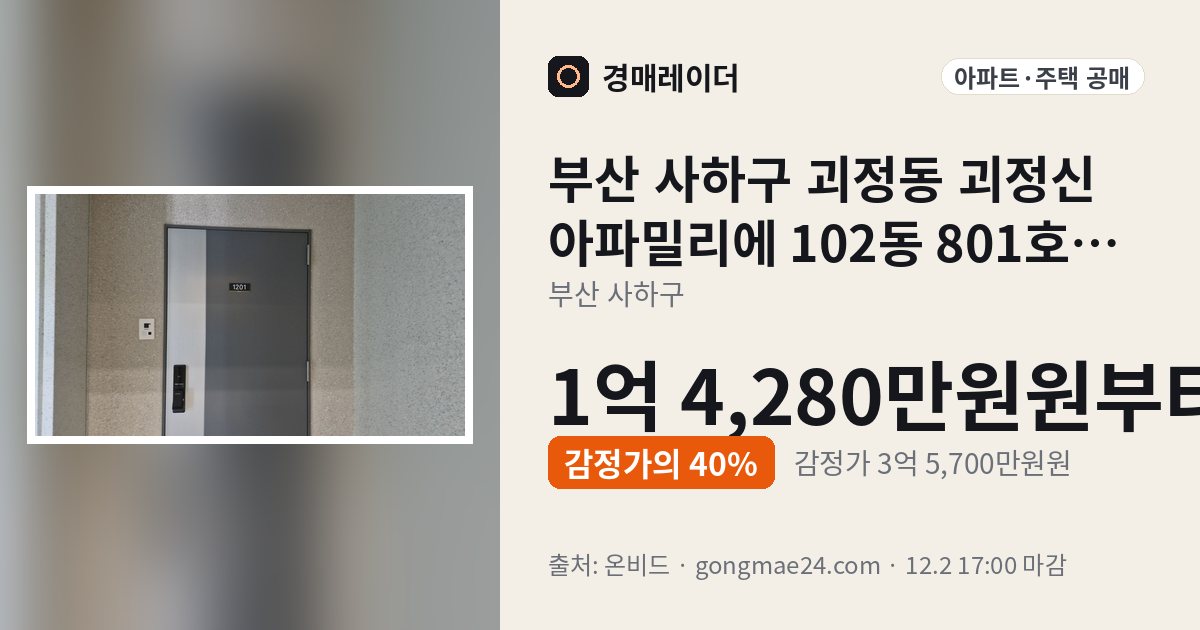 경매레이더
아파트·주택 공매
부산 사하구 괴정동 괴정신
아파밀리에 102동 801호…
부산 사하구
1억 4,280만원원부터
감정가의 40%
감정가 3억 5,700만원원
출처: 온비드 · gongmae24.com · 12.2 17:00 마감
1201